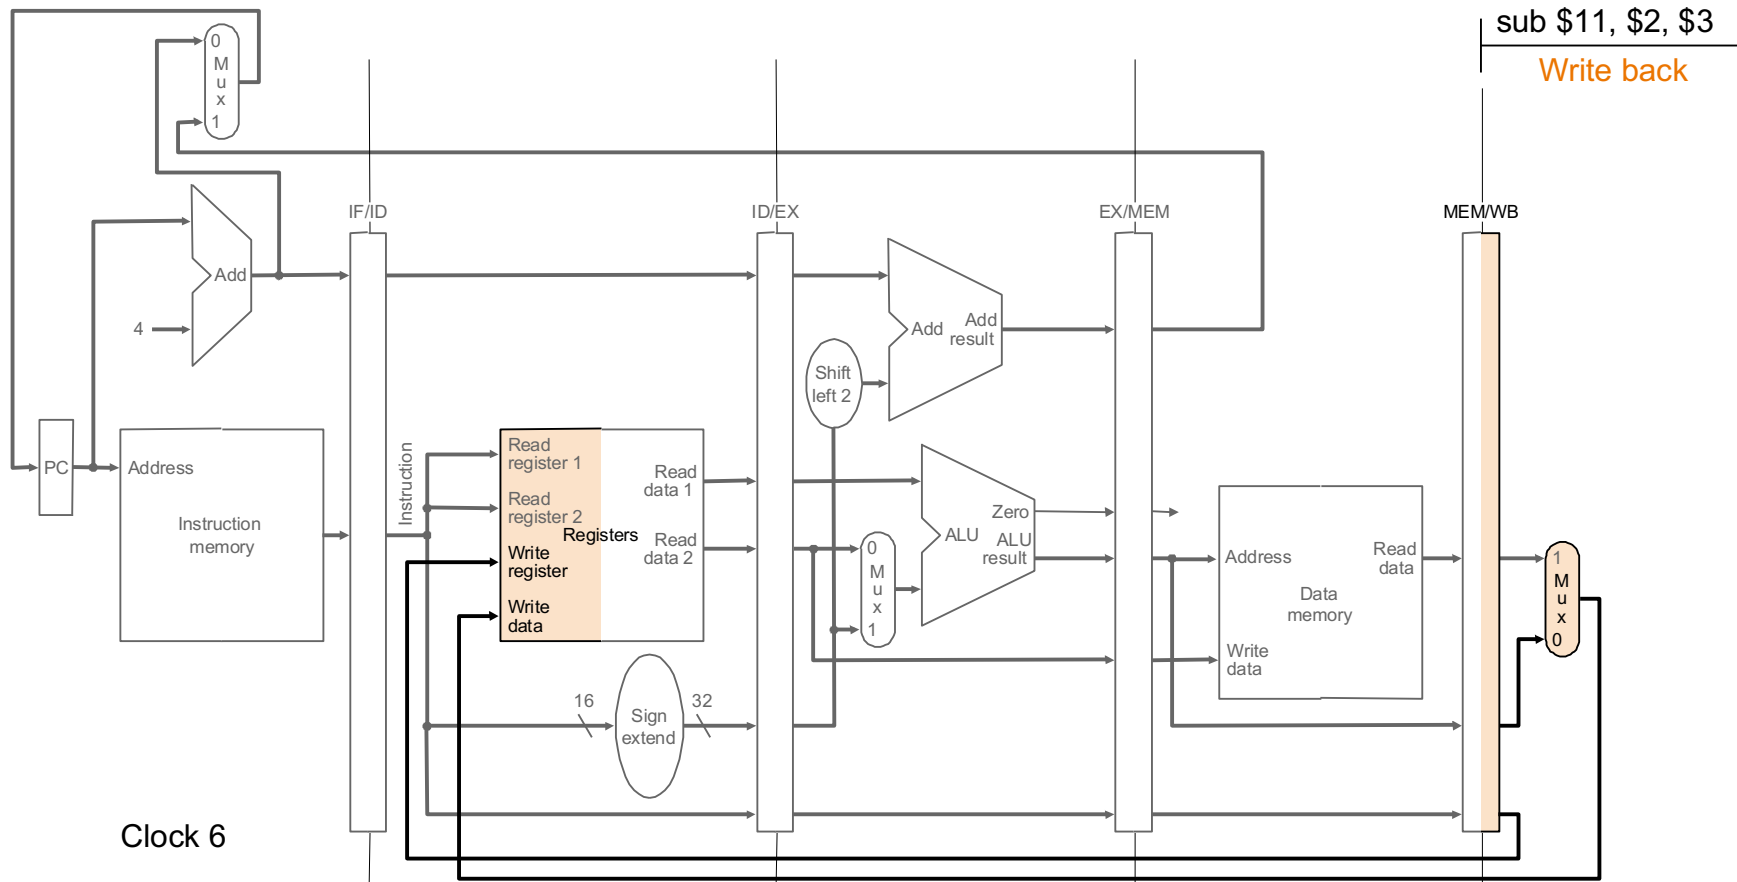 sub $11, $2, $3
Write back
0
M
u
x
1
IF/ID
ID/EX
EX/MEM
MEM/WB
Add
4
Add
Add
result
Shift
left 2
PC
Address
Instruction
memory
Instruction
Read
register 1
Read
register 2
Write
register
Write
data
Registers
Read
data 1
Read
data 2
0
M
u
x
1
Zero
ALU
ALU
result
Address
Read
data
Data
memory
Write
data
1
M
u
x
0
16
Sign
extend
32
Clock 6